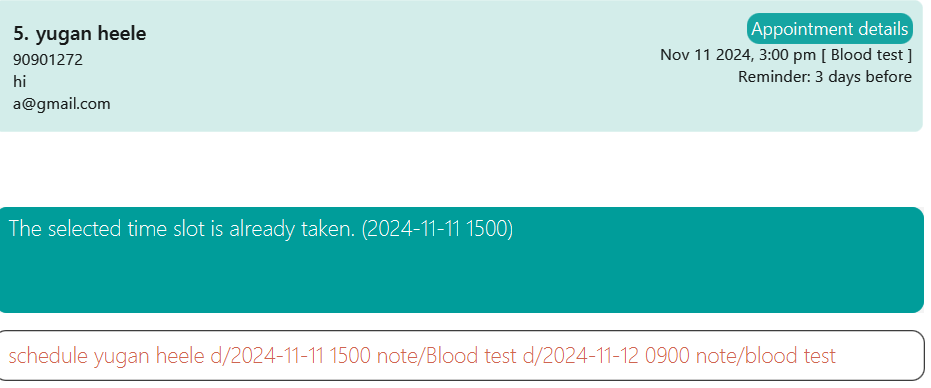 5. yugan heele
90901272
hi
a@gmail.com
Appointment details
Nov 11 2024, 3:00 pm [ Blood test ]
Reminder: 3 days before
The selected time slot is already taken. (2024-11-11 1500)
schedule yugan heele d/2024-11-11 1500 note/Blood test d/2024-11-12 0900 note/blood test